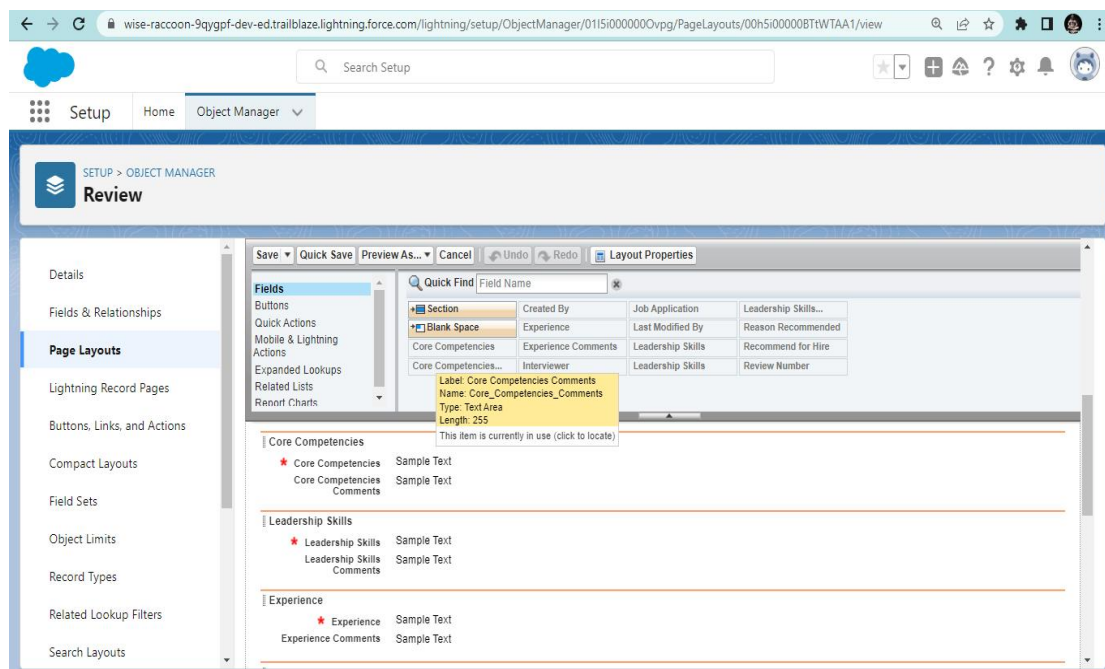 wise-raccoon-9qygpf-dev-ed.trailblaze.lightning.force.com/lightning/setup/ObjectManager/01I5i000000Ovpg/PageLayouts/00h5i00000BTtWTAA1/view
Search Setup
Setup Home Object Manager
SETUP > OBJECT MANAGER
Review
Details
Fields & Relationships
Page Layouts
Lightning Record Pages
Buttons, Links, and Actions
Compact Layouts
Field Sets
Object Limits
Record Types
Related Lookup Filters
Search Layouts
Save Quick Save Preview As... Cancel Undo Redo Layout Properties
Fields
Buttons
Quick Actions
Mobile & Lightning
Actions
Expanded Lookups
Related Lists
Report Charts
Quick Find Field Name
Section Created By Job Application Leadership Skills...
Blank Space Experience Last Modified By Reason Recommended
Core Competencies Experience Comments Leadership Skills Recommend for Hire
Core Competencies... Interviewer Leadership Skills Review Number
Label: Core Competencies Comments
Name: Core_Competencies_Comments
Type: Text Area
Length: 255
This item is currently in use (click to locate)
Core Competencies
* Core Competencies Sample Text
Core Competencies Sample Text
Comments
Leadership Skills
* Leadership Skills Sample Text
Leadership Skills Sample Text
Comments
Experience
* Experience Sample Text
Experience Comments Sample Text